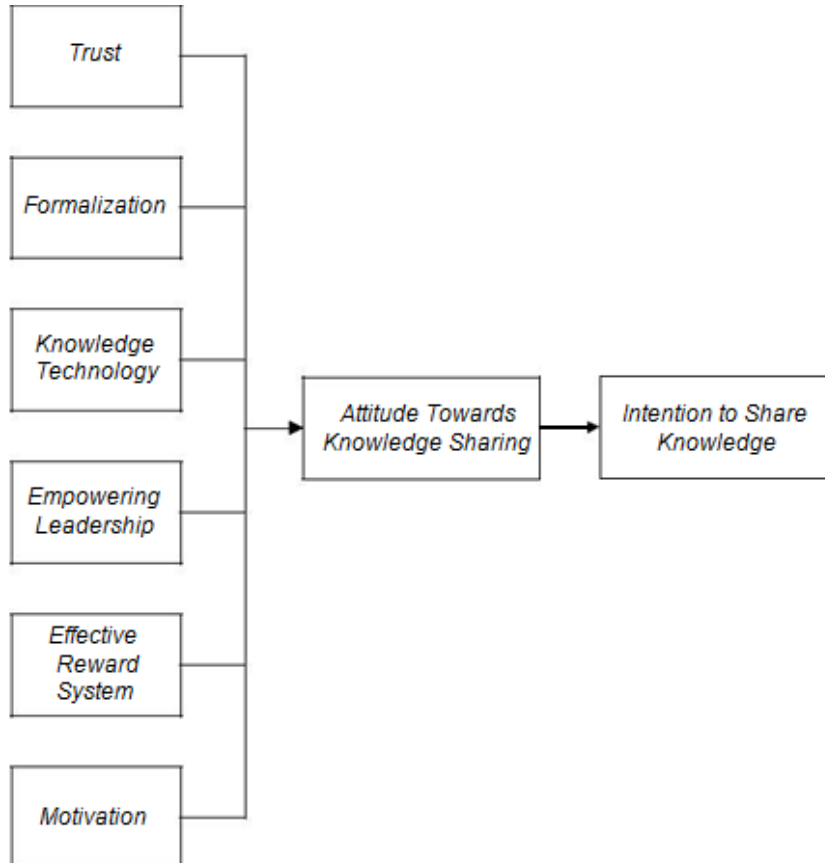 Trust
Formalization
Knowledge
Technology
Empowering
Leadership
Effective
Reward
System
Motivation
Attitude Towards
Knowledge Sharing
Intention to Share
Knowledge